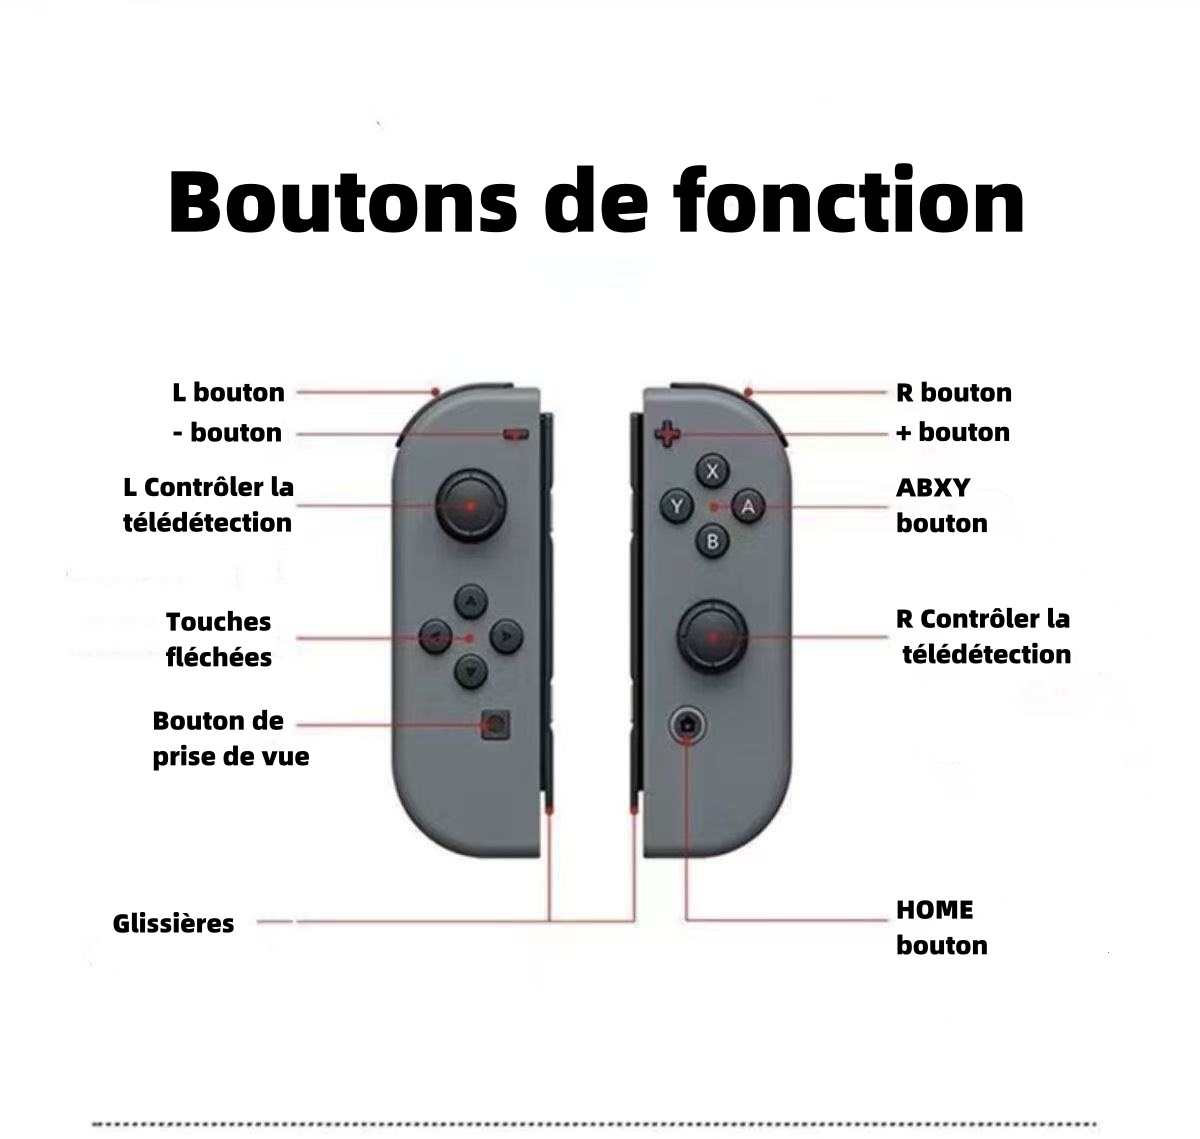 Boutons de fonction
L bouton
- bouton
L Contrôler la
télédétection
Touches
fléchées
Bouton de
prise de vue
Glissières
R bouton
+ bouton
ABXY
bouton
R Contrôler la
télédétection
HOME
bouton
X
Y
A
B